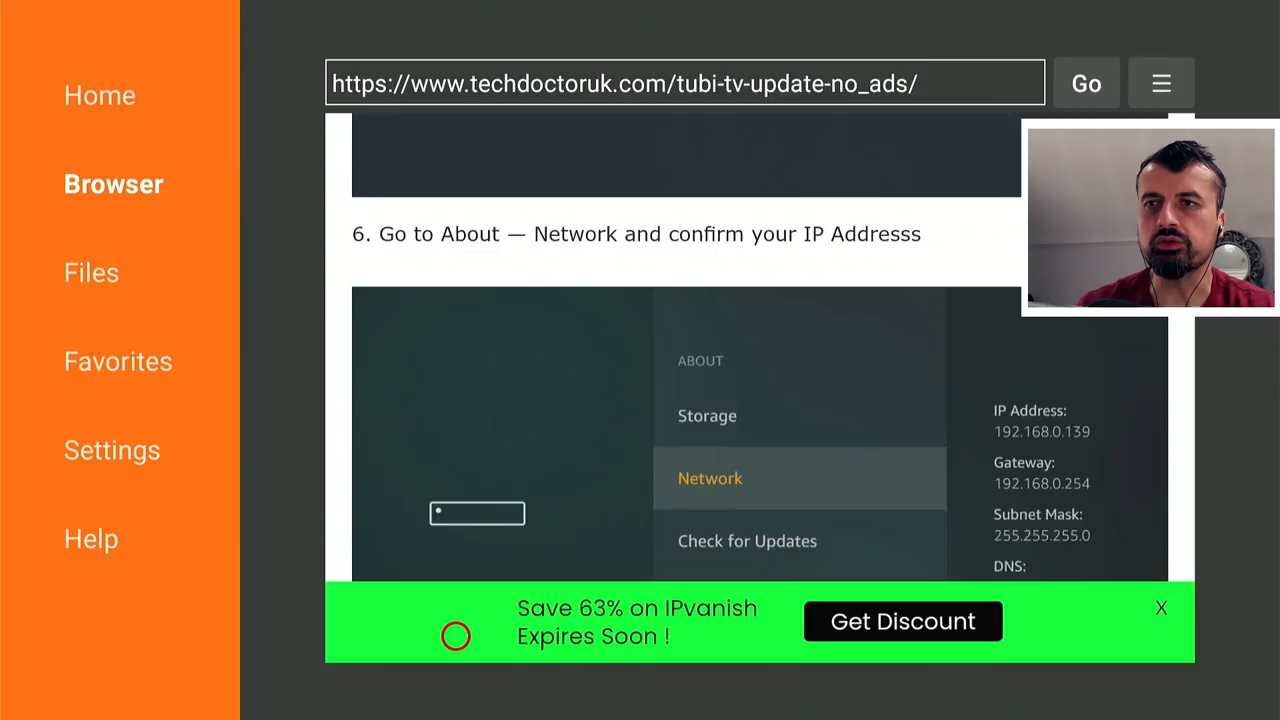 Home
Browser
Files
Favorites
Settings
Help
https://www.techdoctoruk.com/tubi-tv-update-no_ads/
Go
☰
6. Go to About — Network and confirm your IP Addresss
ABOUT
Storage
Network
Check for Updates
IP Address:
192.168.0.139
Gateway:
192.168.0.254
Subnet Mask:
255.255.255.0
DNS:
Save 63% on IPvanish
Expires Soon !
Get Discount
X